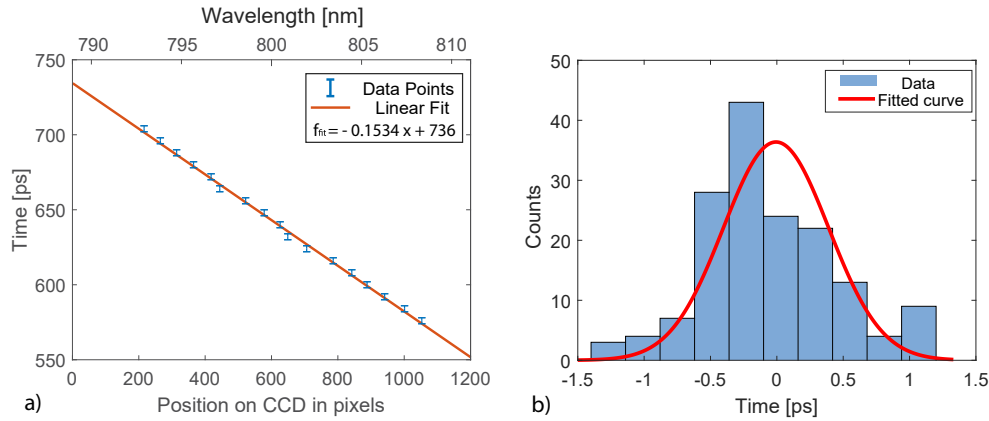 Wavelength [nm]
790 795 800 805 810
750
700
650
600
550
Time [ps]
Data Points
Linear Fit
f_fit = - 0.1534 x + 736
0 200 400 600 800 1000 1200
Position on CCD in pixels
a)
50
40
30
20
10
0
Counts
Data
Fitted curve
-1.5 -1 -0.5 0 0.5 1 1.5
Time [ps]
b)